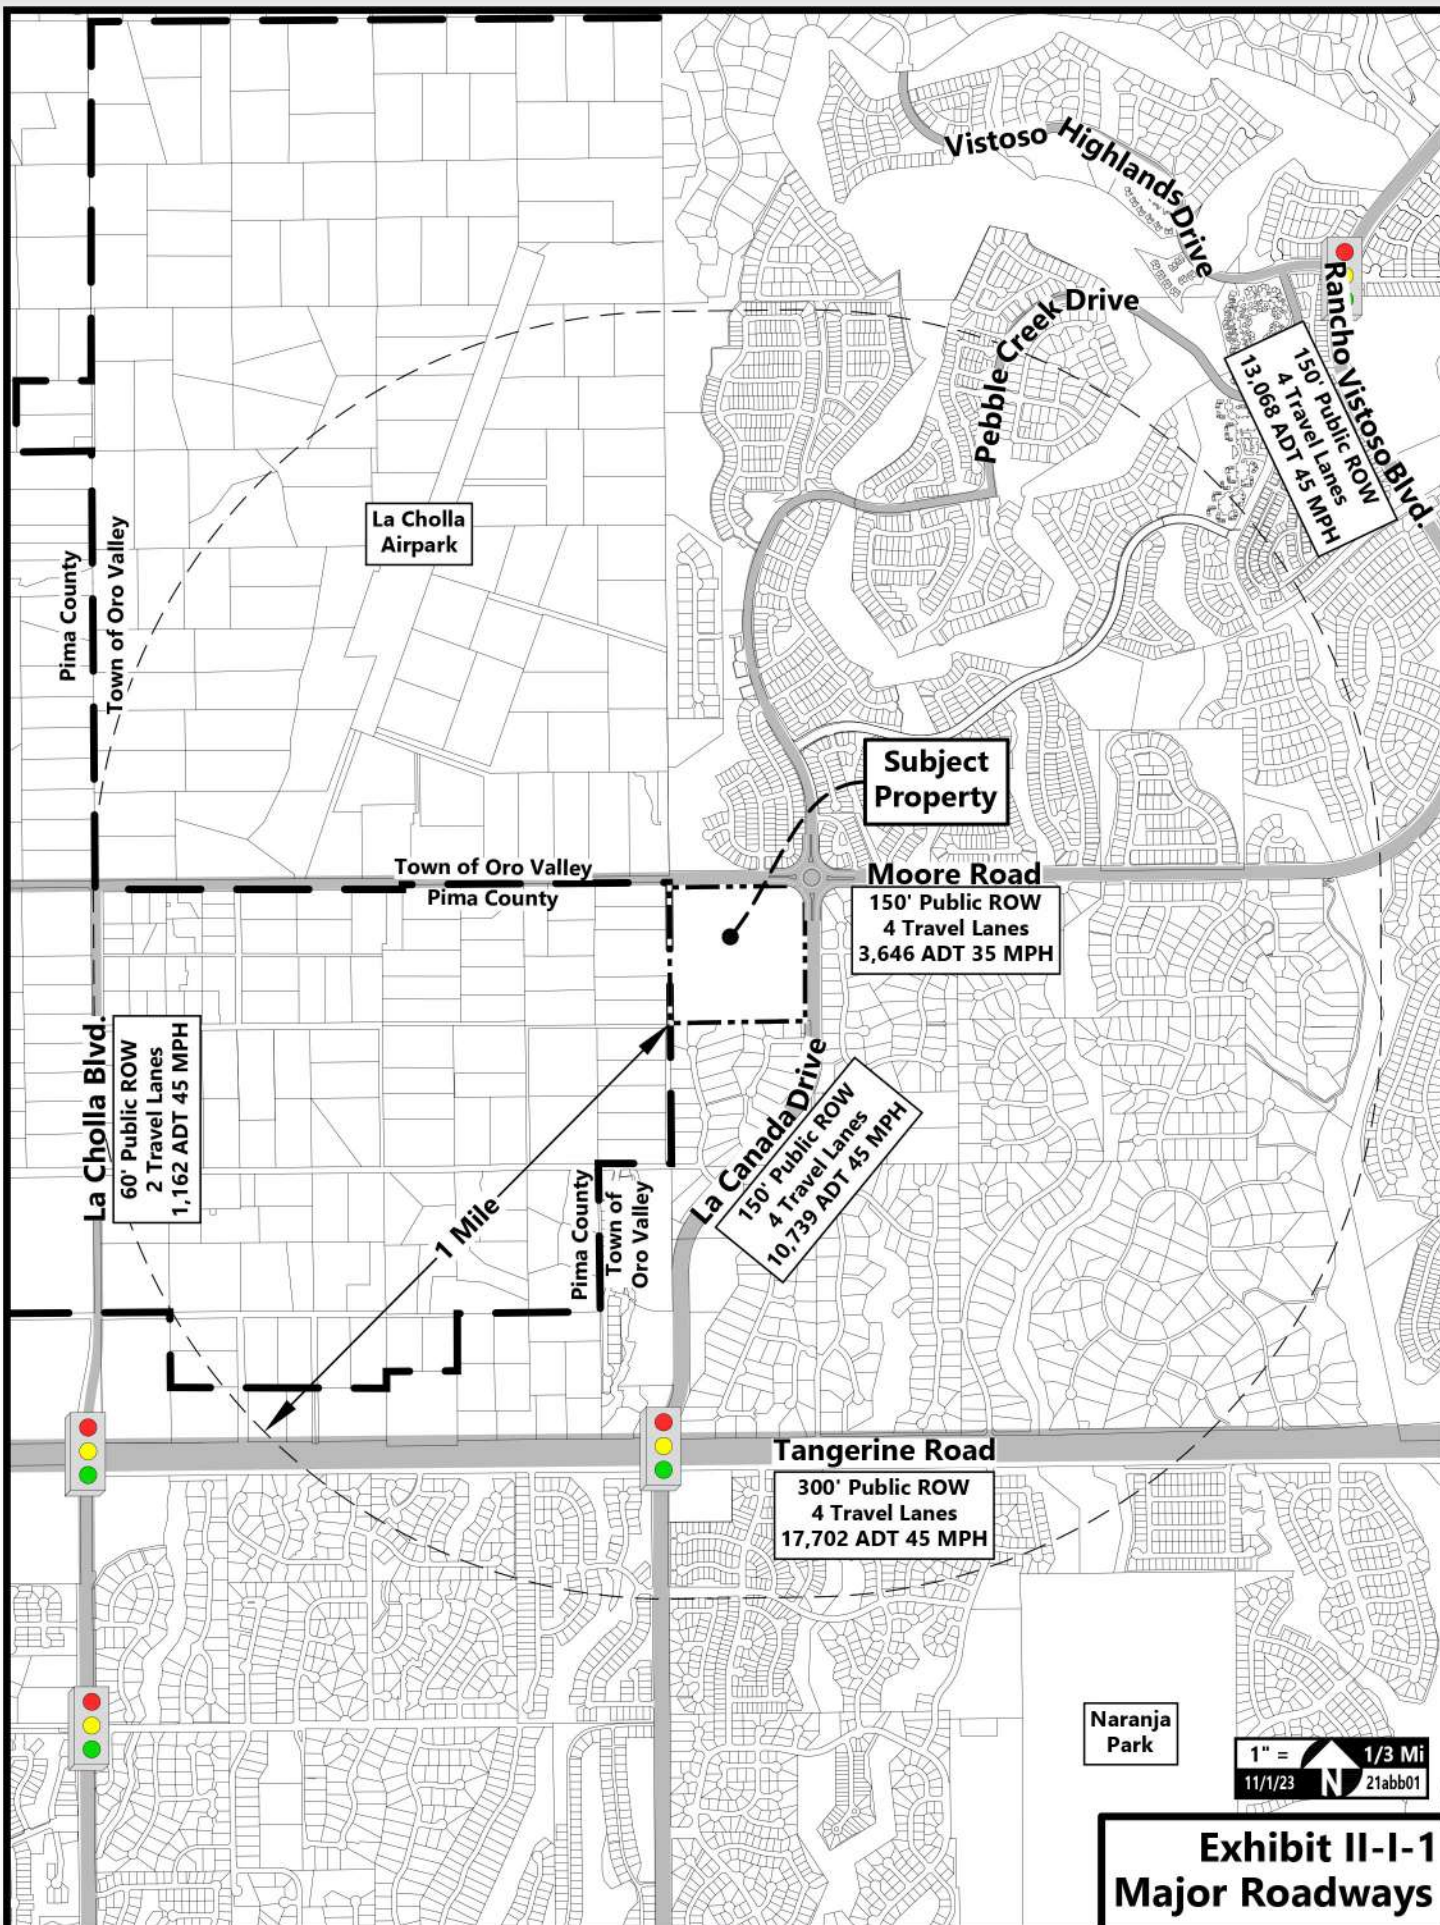 Vistoso Highlands Drive
Rancho Vistoso Blvd.
150' Public ROW
4 Travel Lanes
13,068 ADT 45 MPH
Pebble Creek Drive
La Cholla
Airpark
Pima County
Town of Oro Valley
Subject
Property
Town of Oro Valley
Pima County
Moore Road
150' Public ROW
4 Travel Lanes
3,646 ADT 35 MPH
La Cholla Blvd.
60' Public ROW
2 Travel Lanes
1,162 ADT 45 MPH
La Canada Drive
150' Public ROW
4 Travel Lanes
10,739 ADT 45 MPH
1 Mile
Pima County
Town of
Oro Valley
Tangerine Road
300' Public ROW
4 Travel Lanes
17,702 ADT 45 MPH
Naranja
Park
1" = 1/3 Mi
11/1/23 N 21abb01
Exhibit II-I-1
Major Roadways